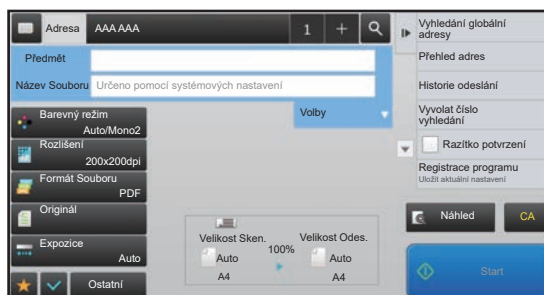 Adresa AAA AAA 1 +
Předmět
Název Souboru Určeno pomocí systémových nastavení
Volby
Barevný režim
Auto/Mono2
Rozlišení
200x200dpi
Formát Souboru
PDF
Originál
Expozice
Auto
Ostatní
Velikost Sken.
Auto
A4
100%
Velikost Odes.
Auto
A4
Vyhledání globální
adresy
Přehled adres
Historie odeslání
Vyvolat číslo
vyhledání
Razítko potvrzení
Registrace programu
Uložit aktuální nastavení
Náhled
CA
Start